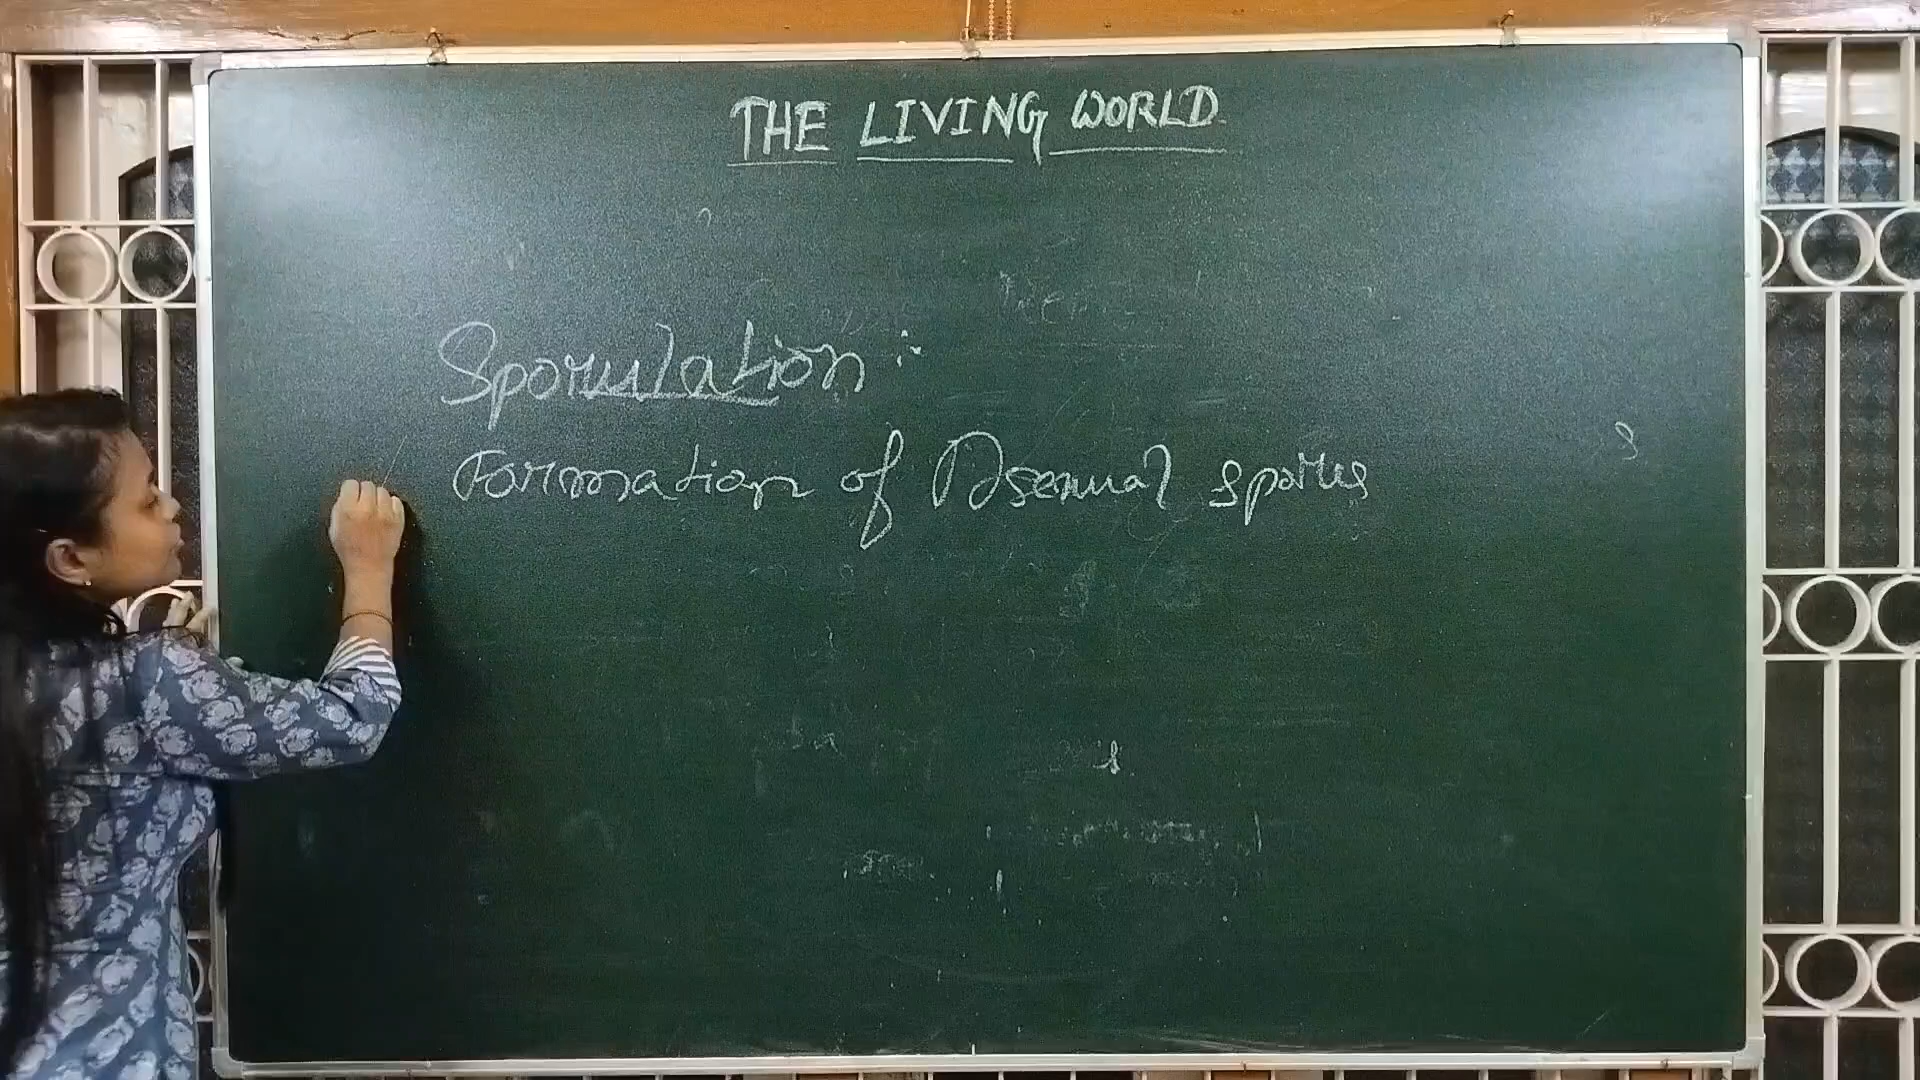 THE LIVING WORLD
Sporulation :-
Formation of Asexual spores